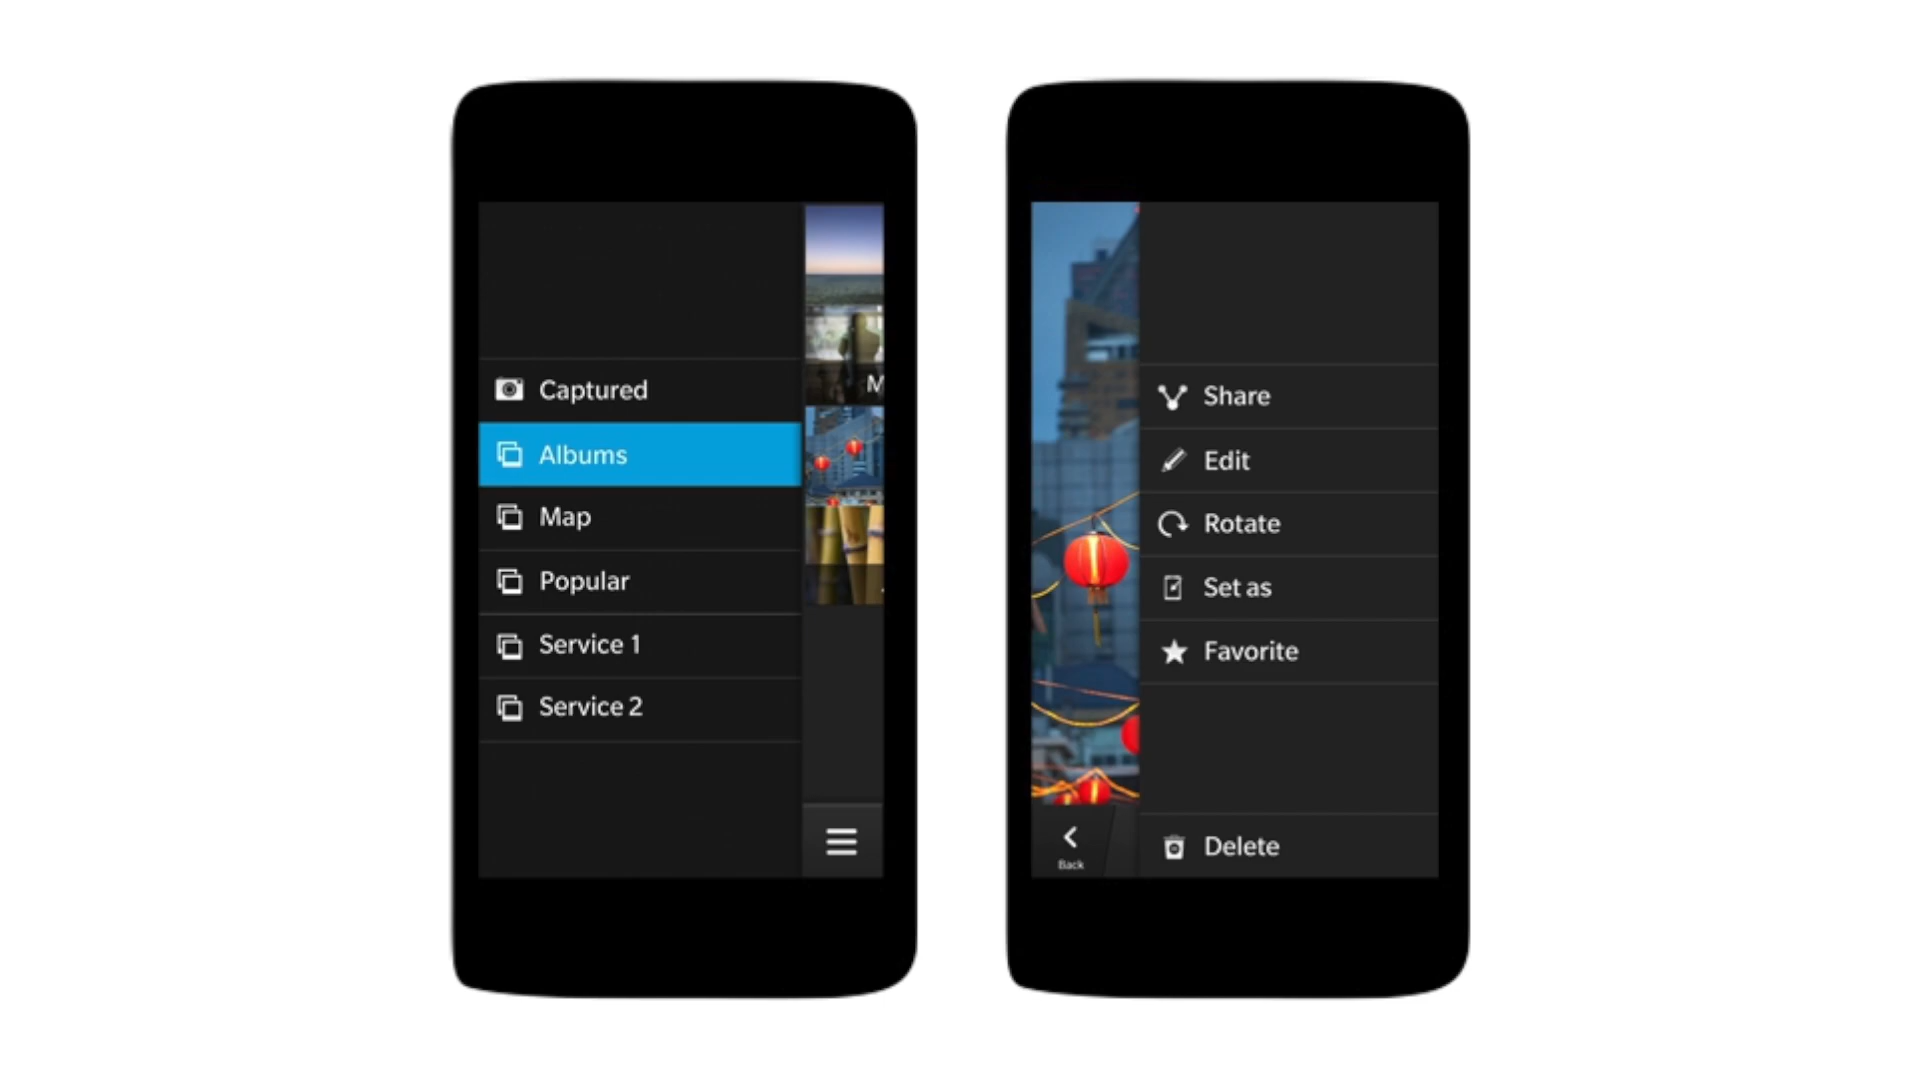 Captured
Albums
Map
Popular
Service 1
Service 2
M
Share
Edit
Rotate
Set as
Favorite
Delete
Back